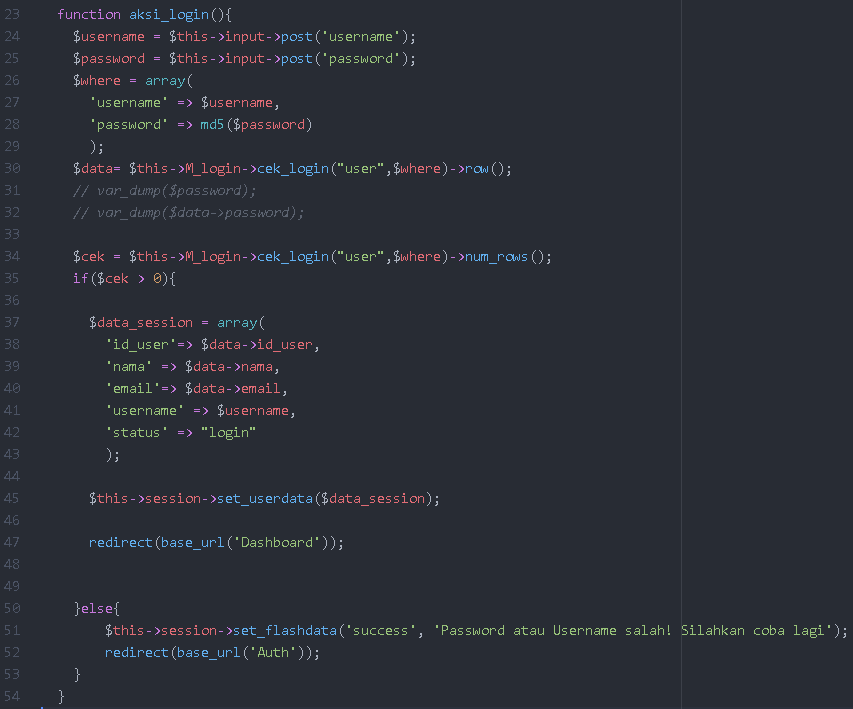 23 function aksi_login(){
24 $username = $this->input->post('username');
25 $password = $this->input->post('password');
26 $where = array(
27 'username' => $username,
28 'password' => md5($password)
29 );
30 $data= $this->M_login->cek_login("user",$where)->row();
31 // var_dump($password);
32 // var_dump($data->password);
33
34 $cek = $this->M_login->cek_login("user",$where)->num_rows();
35 if($cek > 0){
36
37 $data_session = array(
38 'id_user'=> $data->id_user,
39 'nama' => $data->nama,
40 'email'=> $data->email,
41 'username' => $username,
42 'status' => "login"
43 );
44
45 $this->session->set_userdata($data_session);
46
47 redirect(base_url('Dashboard'));
48
49
50 }else{
51 $this->session->set_flashdata('success', 'Password atau Username salah! Silahkan coba lagi');
52 redirect(base_url('Auth'));
53 }
54 }